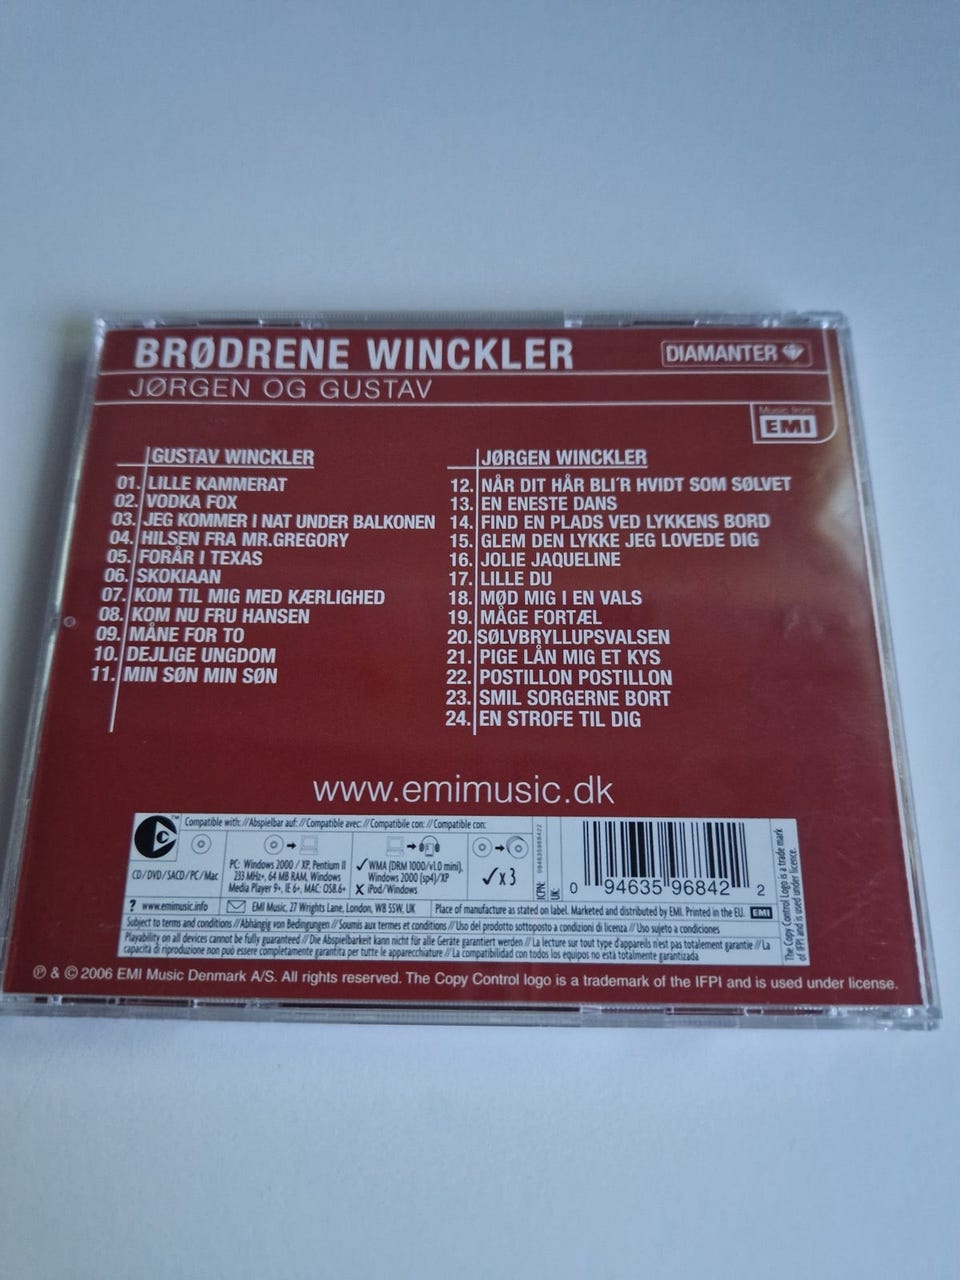 BRØDRENE WINCKLER
DIAMANTER
JØRGEN OG GUSTAV
Music from
EMI
GUSTAV WINCKLER
01. LILLE KAMMERAT
02. VODKA FOX
03. JEG KOMMER I NAT UNDER BALKONEN
04. HILSEN FRA MR.GREGORY
05. FORÅR I TEXAS
06. SKOKIAAN
07. KOM TIL MIG MED KÆRLIGHED
08. KOM NU FRU HANSEN
09. MÅNE FOR TO
10. DEJLIGE UNGDOM
11. MIN SØN MIN SØN
JØRGEN WINCKLER
12. NÅR DIT HÅR BLI´R HVIDT SOM SØLVET
13. EN ENESTE DANS
14. FIND EN PLADS VED LYKKENS BORD
15. GLEM DEN LYKKE JEG LOVEDE DIG
16. JOLIE JAQUELINE
17. LILLE DU
18. MØD MIG I EN VALS
19. MÅGE FORTÆL
20. SØLVBRYLLUPSVALSEN
21. PIGE LÅN MIG ET KYS
22. POSTILLON POSTILLON
23. SMIL SORGERNE BORT
24. EN STROFE TIL DIG
www.emimusic.dk
TM
Compatible with: // Abspielbar auf: // Compatible avec: // Compatibile con: // Compatible con:
CD/DVD/SACD/PC/Mac
PC: Windows 2000 / XP, Pentium II
233 MHz+, 64 MB RAM, Windows
Media Player 9+, IE 6+, MAC: OSB.6+
✓ WMA (DRM 1000/v1.0 mini),
Windows 2000 (sp4)/XP
X iPod/Windows
✓ x 3
ICPN: 094635968422
UK:
0 94635 96842 2
The Copy Control Logo is a trade mark
of IFPI and is used under licence.
? www.emimusic.info
EMI Music, 27 Wrights Lane, London, W8 5SW, UK
Place of manufacture as stated on label. Marketed and distributed by EMI. Printed in the EU.
EMI
Subject to terms and conditions // Abhängig von Bedingungen // Soumis aux termes et conditions // Uso del prodotto sottoposto a condizioni di licenza // Uso sujeto a condiciones
Playability on all devices cannot be fully guaranteed // Die Abspielbarkeit kann nicht für alle Geräte garantiert werden // La lecture sur tout type d'appareils n'est pas totalement garantie // La
capacità di riproduzione non può essere completamente garantita per tutte le apparecchiature // La compatibilidad con todos los equipos no está totalmente garantizada
℗ & © 2006 EMI Music Denmark A/S. All rights reserved. The Copy Control logo is a trademark of the IFPI and is used under license.